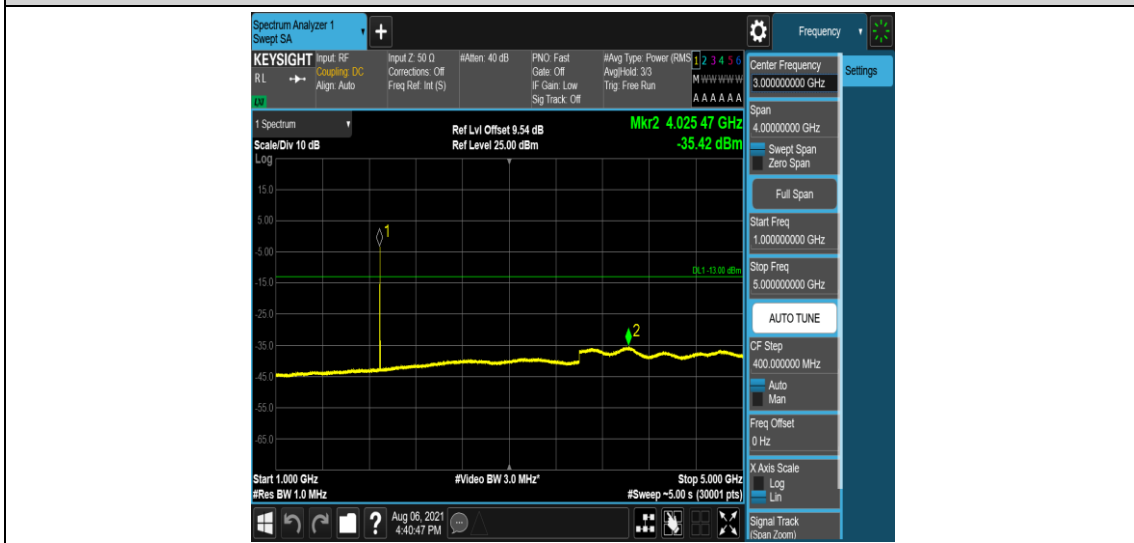 Spectrum Analyzer 1
Swept SA
+
Frequency
KEYSIGHT
RL
LXI
Input: RF
Coupling: DC
Align: Auto
Input Z: 50 Ω
Corrections: Off
Freq Ref: Int (S)
#Atten: 40 dB
PNO: Fast
Gate: Off
IF Gain: Low
Sig Track: Off
#Avg Type: Power (RMS
Avg|Hold: 3/3
Trig: Free Run
1 2 3 4 5 6
M W W W W W
A A A A A A
1 Spectrum
Scale/Div 10 dB
Log
Ref Lvl Offset 9.54 dB
Ref Level 25.00 dBm
Mkr2 4.025 47 GHz
-35.42 dBm
15.0
5.00
-5.00
-15.0
-25.0
-35.0
-45.0
-55.0
-65.0
1
DL1 -13.00 dBm
2
Start 1.000 GHz
#Res BW 1.0 MHz
#Video BW 3.0 MHz*
Stop 5.000 GHz
#Sweep ~5.00 s (30001 pts)
?
Aug 06, 2021
4:40:47 PM
Center Frequency
3.000000000 GHz
Settings
Span
4.00000000 GHz
Swept Span
Zero Span
Full Span
Start Freq
1.000000000 GHz
Stop Freq
5.000000000 GHz
AUTO TUNE
CF Step
400.000000 MHz
Auto
Man
Freq Offset
0 Hz
X Axis Scale
Log
Lin
Signal Track
(Span Zoom)